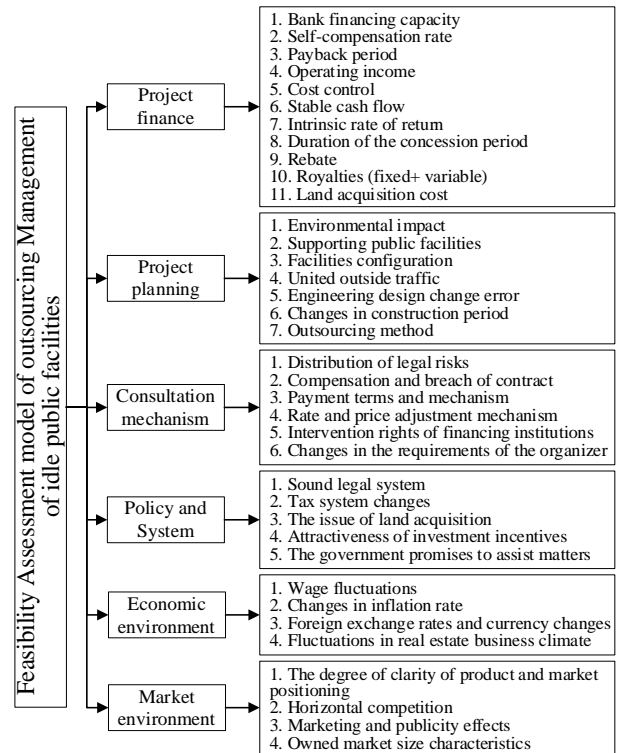 Feasibility Assessment model of outsourcing Management
of idle public facilities
Project
finance
1. Bank financing capacity
2. Self-compensation rate
3. Payback period
4. Operating income
5. Cost control
6. Stable cash flow
7. Intrinsic rate of return
8. Duration of the concession period
9. Rebate
10. Royalties (fixed+ variable)
11. Land acquisition cost
Project
planning
1. Environmental impact
2. Supporting public facilities
3. Facilities configuration
4. United outside traffic
5. Engineering design change error
6. Changes in construction period
7. Outsourcing method
Consultation
mechanism
1. Distribution of legal risks
2. Compensation and breach of contract
3. Payment terms and mechanism
4. Rate and price adjustment mechanism
5. Intervention rights of financing institutions
6. Changes in the requirements of the organizer
Policy and
System
1. Sound legal system
2. Tax system changes
3. The issue of land acquisition
4. Attractiveness of investment incentives
5. The government promises to assist matters
Economic
environment
1. Wage fluctuations
2. Changes in inflation rate
3. Foreign exchange rates and currency changes
4. Fluctuations in real estate business climate
Market
environment
1. The degree of clarity of product and market
positioning
2. Horizontal competition
3. Marketing and publicity effects
4. Owned market size characteristics